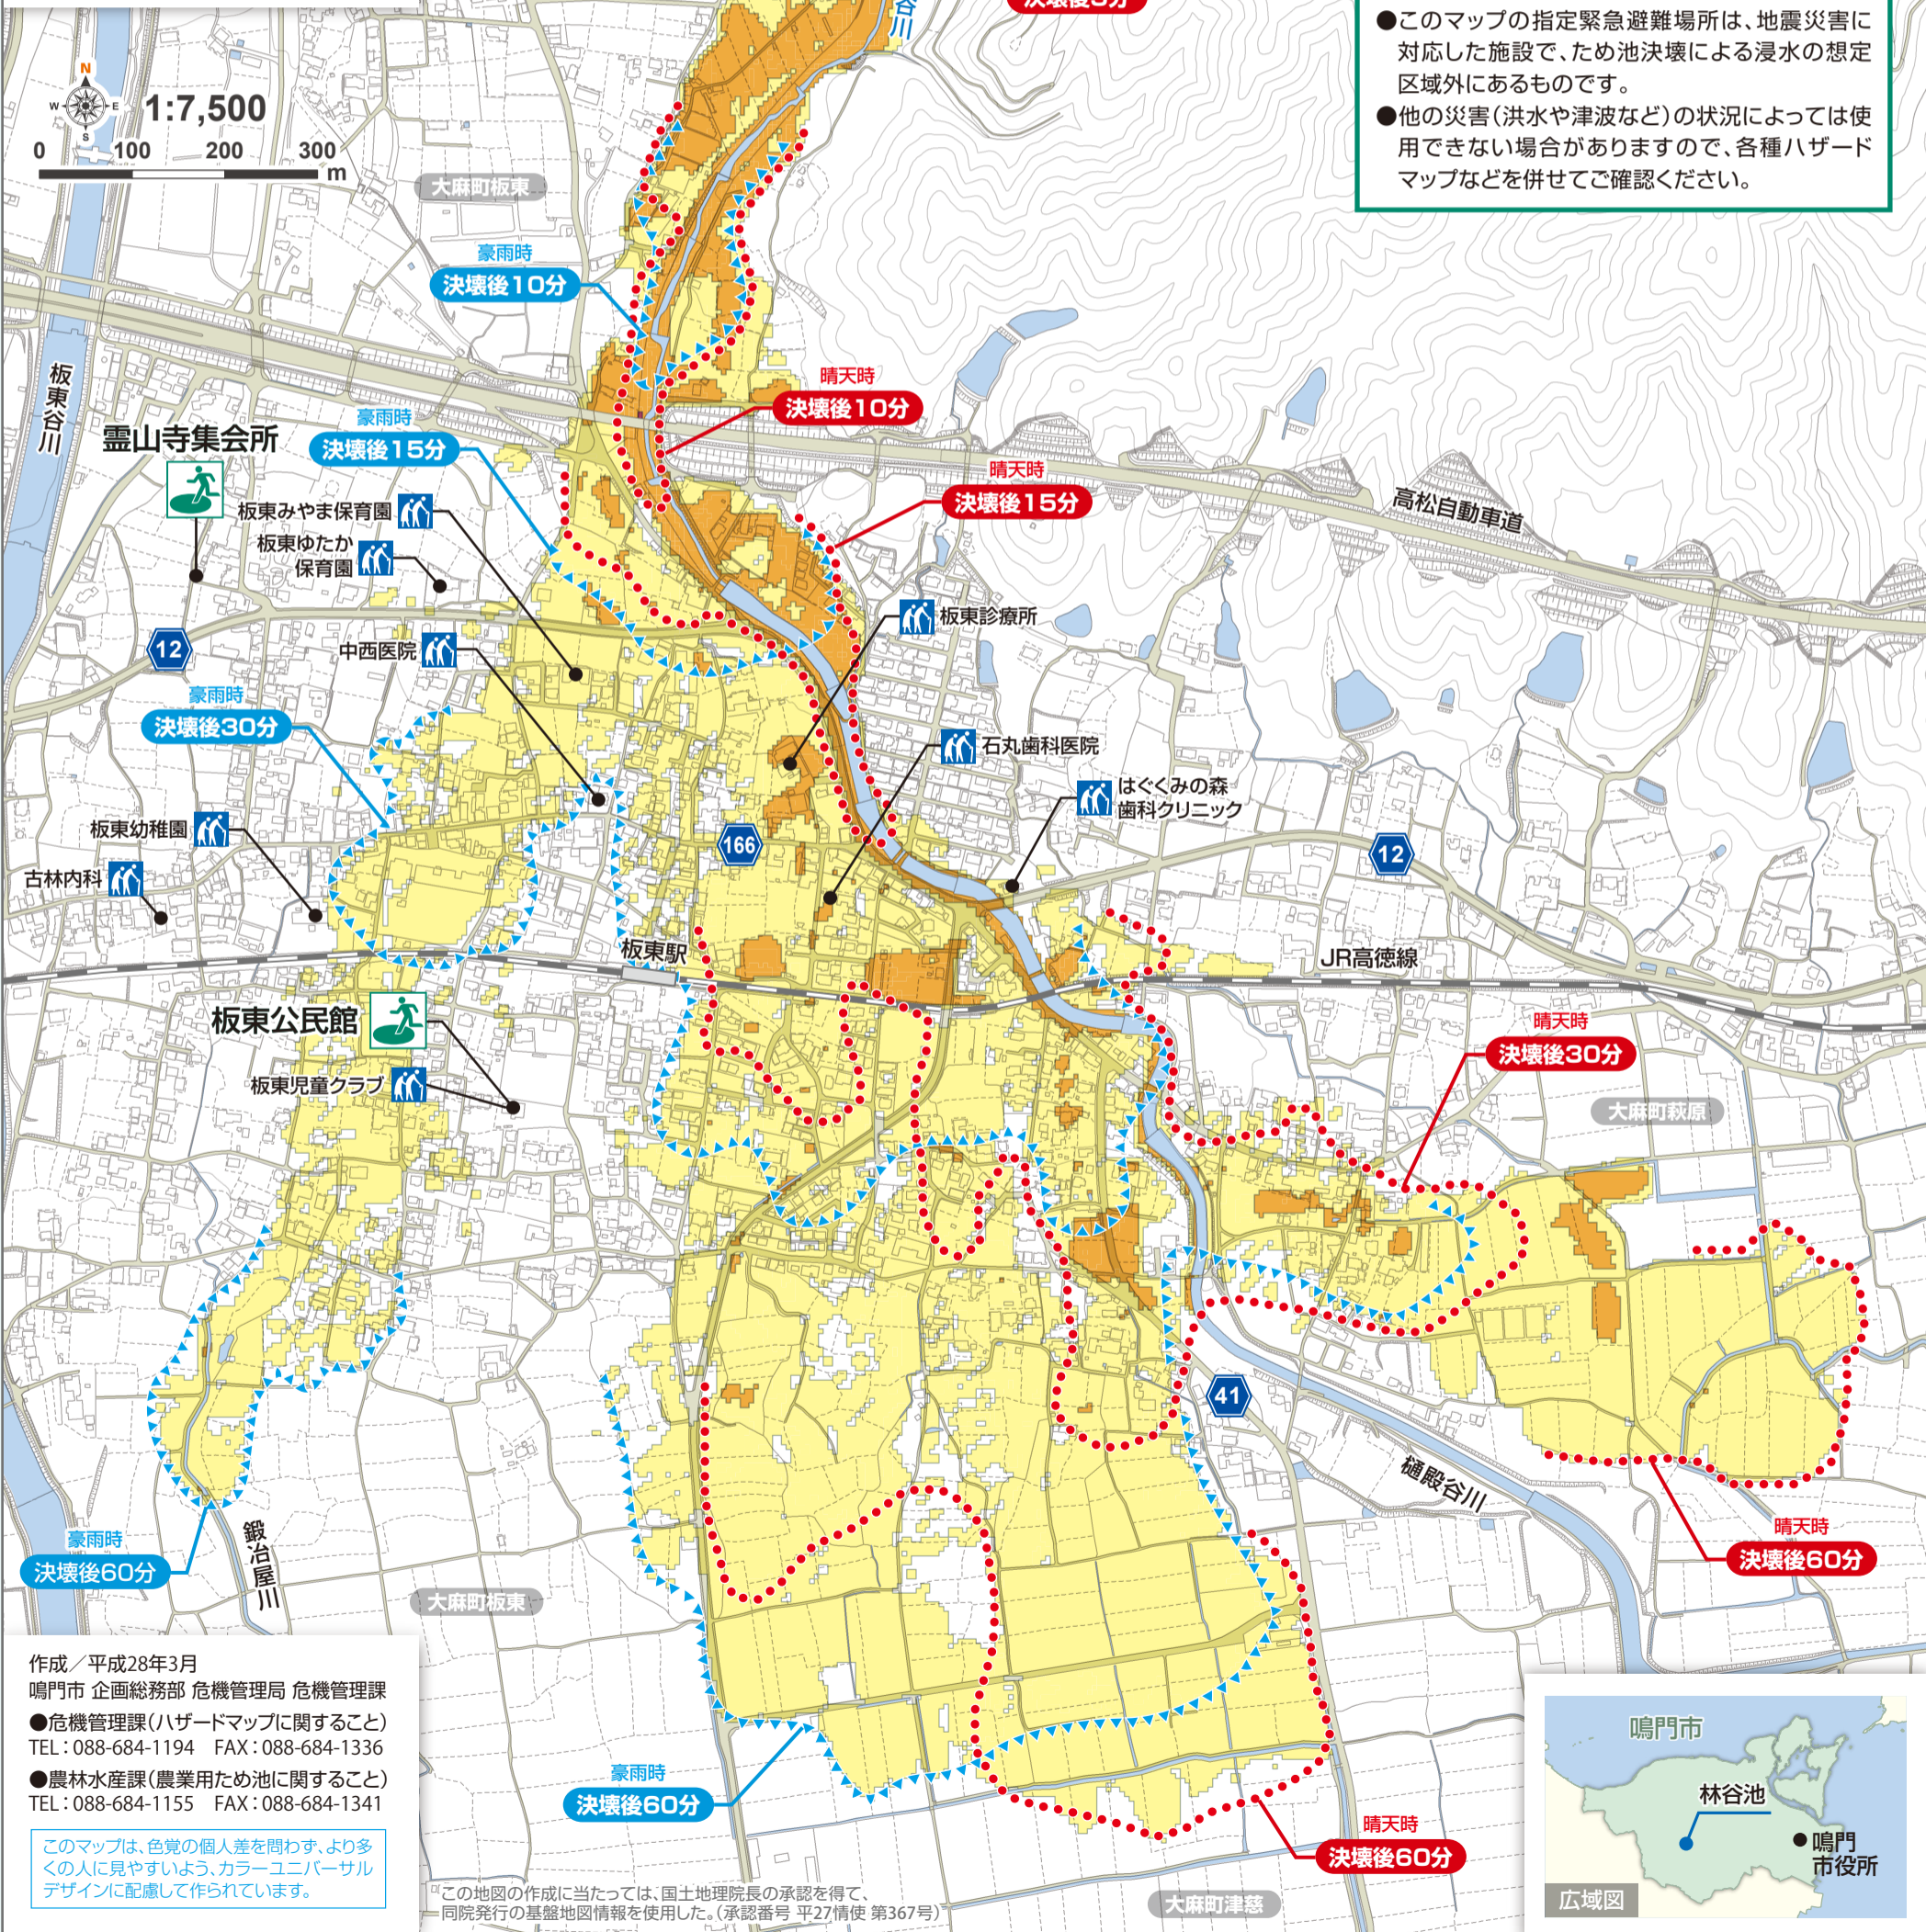 谷川
●このマップの指定緊急避難場所は、地震災害に
対応した施設で、ため池決壊による浸水の想定
区域外にあるものです。
●他の災害(洪水や津波など)の状況によっては使
用できない場合がありますので、各種ハザード
マップなどを併せてご確認ください。
N
W
E
S
1:7,500
0 100 200 300
m
大麻町板東
豪雨時
決壊後10分
板東谷川
晴天時
決壊後10分
豪雨時
決壊後15分
霊山寺集会所
晴天時
決壊後15分
高松自動車道
板東みやま保育園
板東ゆたか
保育園
12
中西医院
板東診療所
豪雨時
決壊後30分
石丸歯科医院
はぐくみの森
歯科クリニック
板東幼稚園
166
12
古林内科
板東駅
JR高徳線
板東公民館
晴天時
決壊後30分
板東児童クラブ
大麻町萩原
41
樋殿谷川
豪雨時
決壊後60分
鍛冶屋川
晴天時
決壊後60分
大麻町板東
作成/平成28年3月
鳴門市 企画総務部 危機管理局 危機管理課
●危機管理課(ハザードマップに関すること)
TEL:088-684-1194 FAX:088-684-1336
●農林水産課(農業用ため池に関すること)
TEL:088-684-1155 FAX:088-684-1341
このマップは、色覚の個人差を問わず、より多
くの人に見やすいよう、カラーユニバーサル
デザインに配慮して作られています。
豪雨時
決壊後60分
晴天時
決壊後60分
この地図の作成に当たっては、国土地理院長の承認を得て、
同院発行の基盤地図情報を使用した。(承認番号 平27情使 第367号)
大麻町津慈
鳴門市
林谷池
鳴門
市役所
広域図